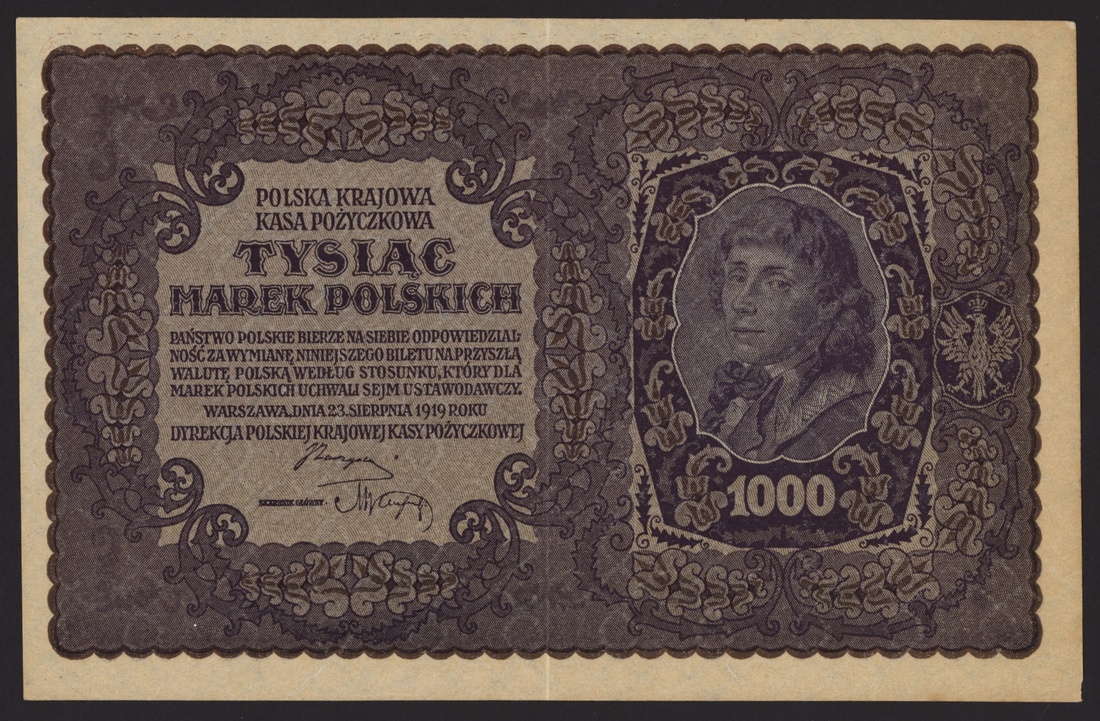 POLSKA KRAJOWA
KASA POŻYCZKOWA
TYSIĄC
MAREK POLSKICH
PAŃSTWO POLSKIE BIERZE NA SIEBIE ODPOWIEDZIAL-
NOŚĆ ZA WYMIANĘ NINIEJSZEGO BILETU NA PRZYSZŁĄ
WALUTĘ POLSKĄ WEDŁUG STOSUNKU, KTÓRY DLA
MAREK POLSKICH UCHWALI SEJM USTAWODAWCZY.
WARSZAWA, DNIA 23. SIERPNIA 1919 ROKU
DYREKCJA POLSKIEJ KRAJOWEJ KASY POŻYCZKOWEJ
SKARBNIK GŁÓWNY
1000